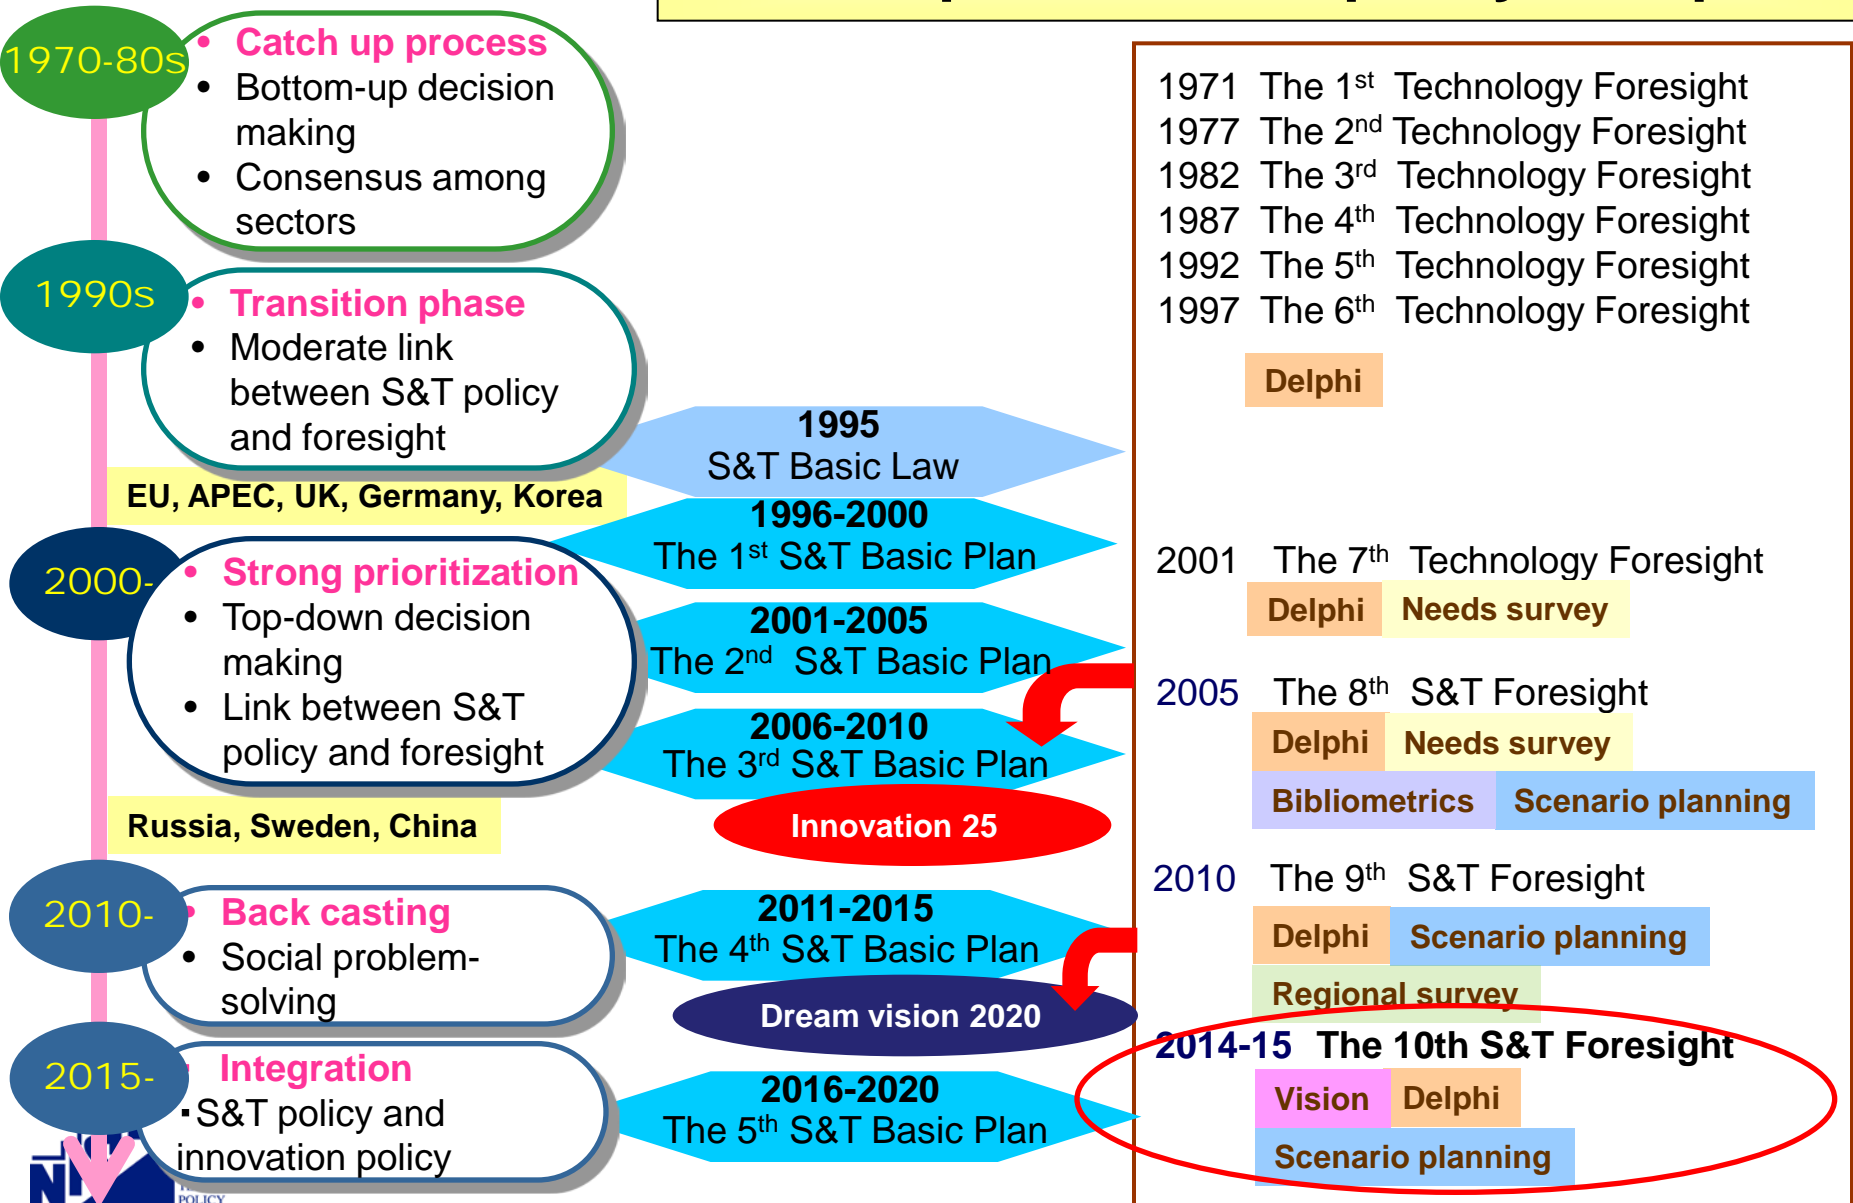 1970-80s
• Catch up process
• Bottom-up decision
making
• Consensus among
sectors
1990s
• Transition phase
• Moderate link
between S&T policy
and foresight
EU, APEC, UK, Germany, Korea
2000-
• Strong prioritization
• Top-down decision
making
• Link between S&T
policy and foresight
Russia, Sweden, China
2010-
• Back casting
• Social problem-
solving
2015-
Integration
▪S&T policy and
innovation policy
POLICY
1995
S&T Basic Law
1996-2000
The 1st S&T Basic Plan
2001-2005
The 2nd S&T Basic Plan
2006-2010
The 3rd S&T Basic Plan
Innovation 25
2011-2015
The 4th S&T Basic Plan
Dream vision 2020
2016-2020
The 5th S&T Basic Plan
1971 The 1st Technology Foresight
1977 The 2nd Technology Foresight
1982 The 3rd Technology Foresight
1987 The 4th Technology Foresight
1992 The 5th Technology Foresight
1997 The 6th Technology Foresight
Delphi
2001 The 7th Technology Foresight
Delphi Needs survey
2005 The 8th S&T Foresight
Delphi Needs survey
Bibliometrics Scenario planning
2010 The 9th S&T Foresight
Delphi Scenario planning
Regional survey
2014-15 The 10th S&T Foresight
Vision Delphi
Scenario planning